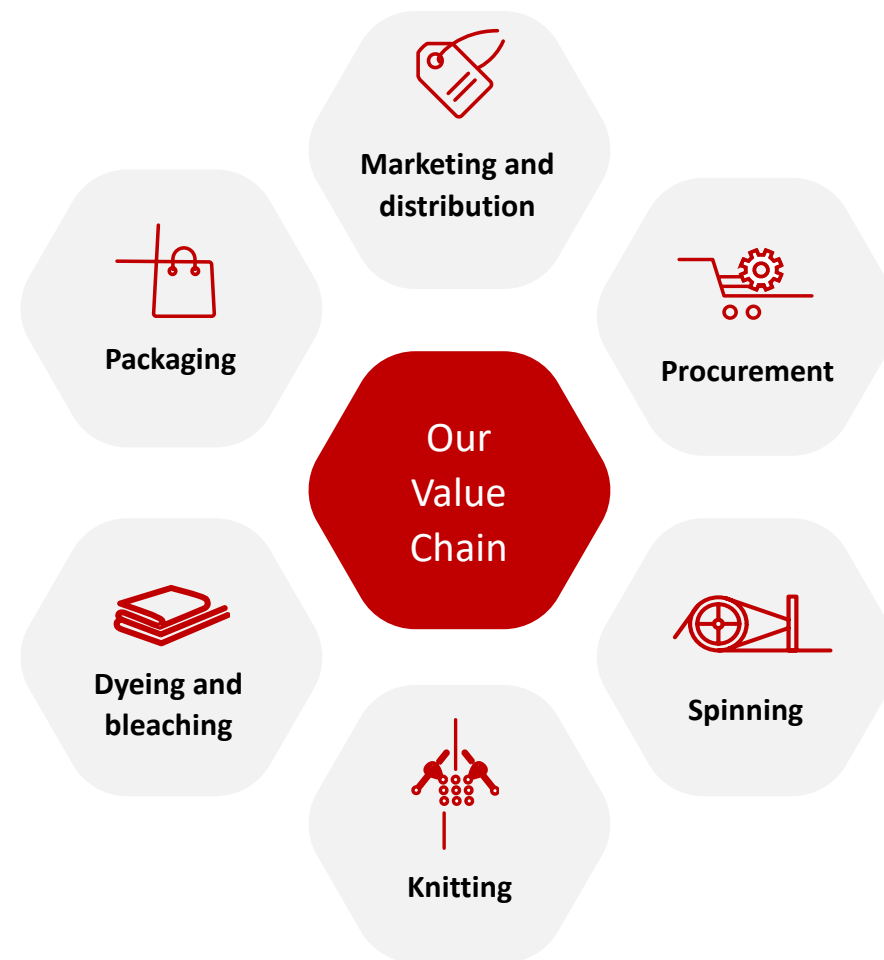 Marketing and
distribution
Packaging
Procurement
Our
Value
Chain
Dyeing and
bleaching
Spinning
Knitting